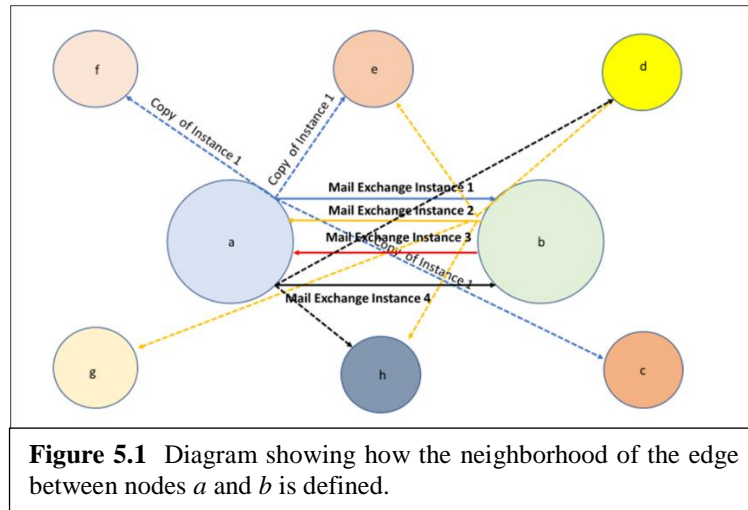 f
e
d
Copy of Instance 1
Copy of Instance 1
Mail Exchange Instance 1
Mail Exchange Instance 2
a
b
Mail Exchange Instance 3
Copy of Instance 1
Mail Exchange Instance 4
g
h
c
Figure 5.1 Diagram showing how the neighborhood of the edge
between nodes a and b is defined.